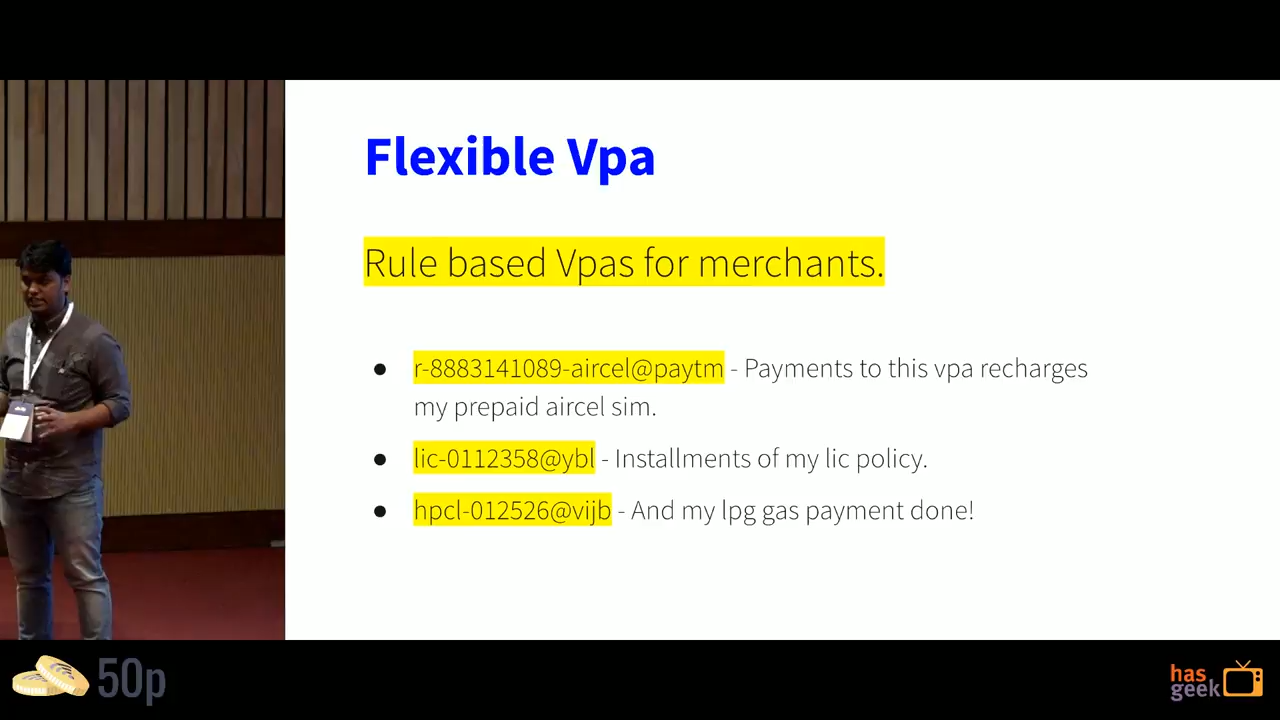 Flexible Vpa
Rule based Vpas for merchants.
● r-8883141089-aircel@paytm - Payments to this vpa recharges
my prepaid aircel sim.
● lic-0112358@ybl - Installments of my lic policy.
● hpcl-012526@vijb - And my lpg gas payment done!
50p
has
geek